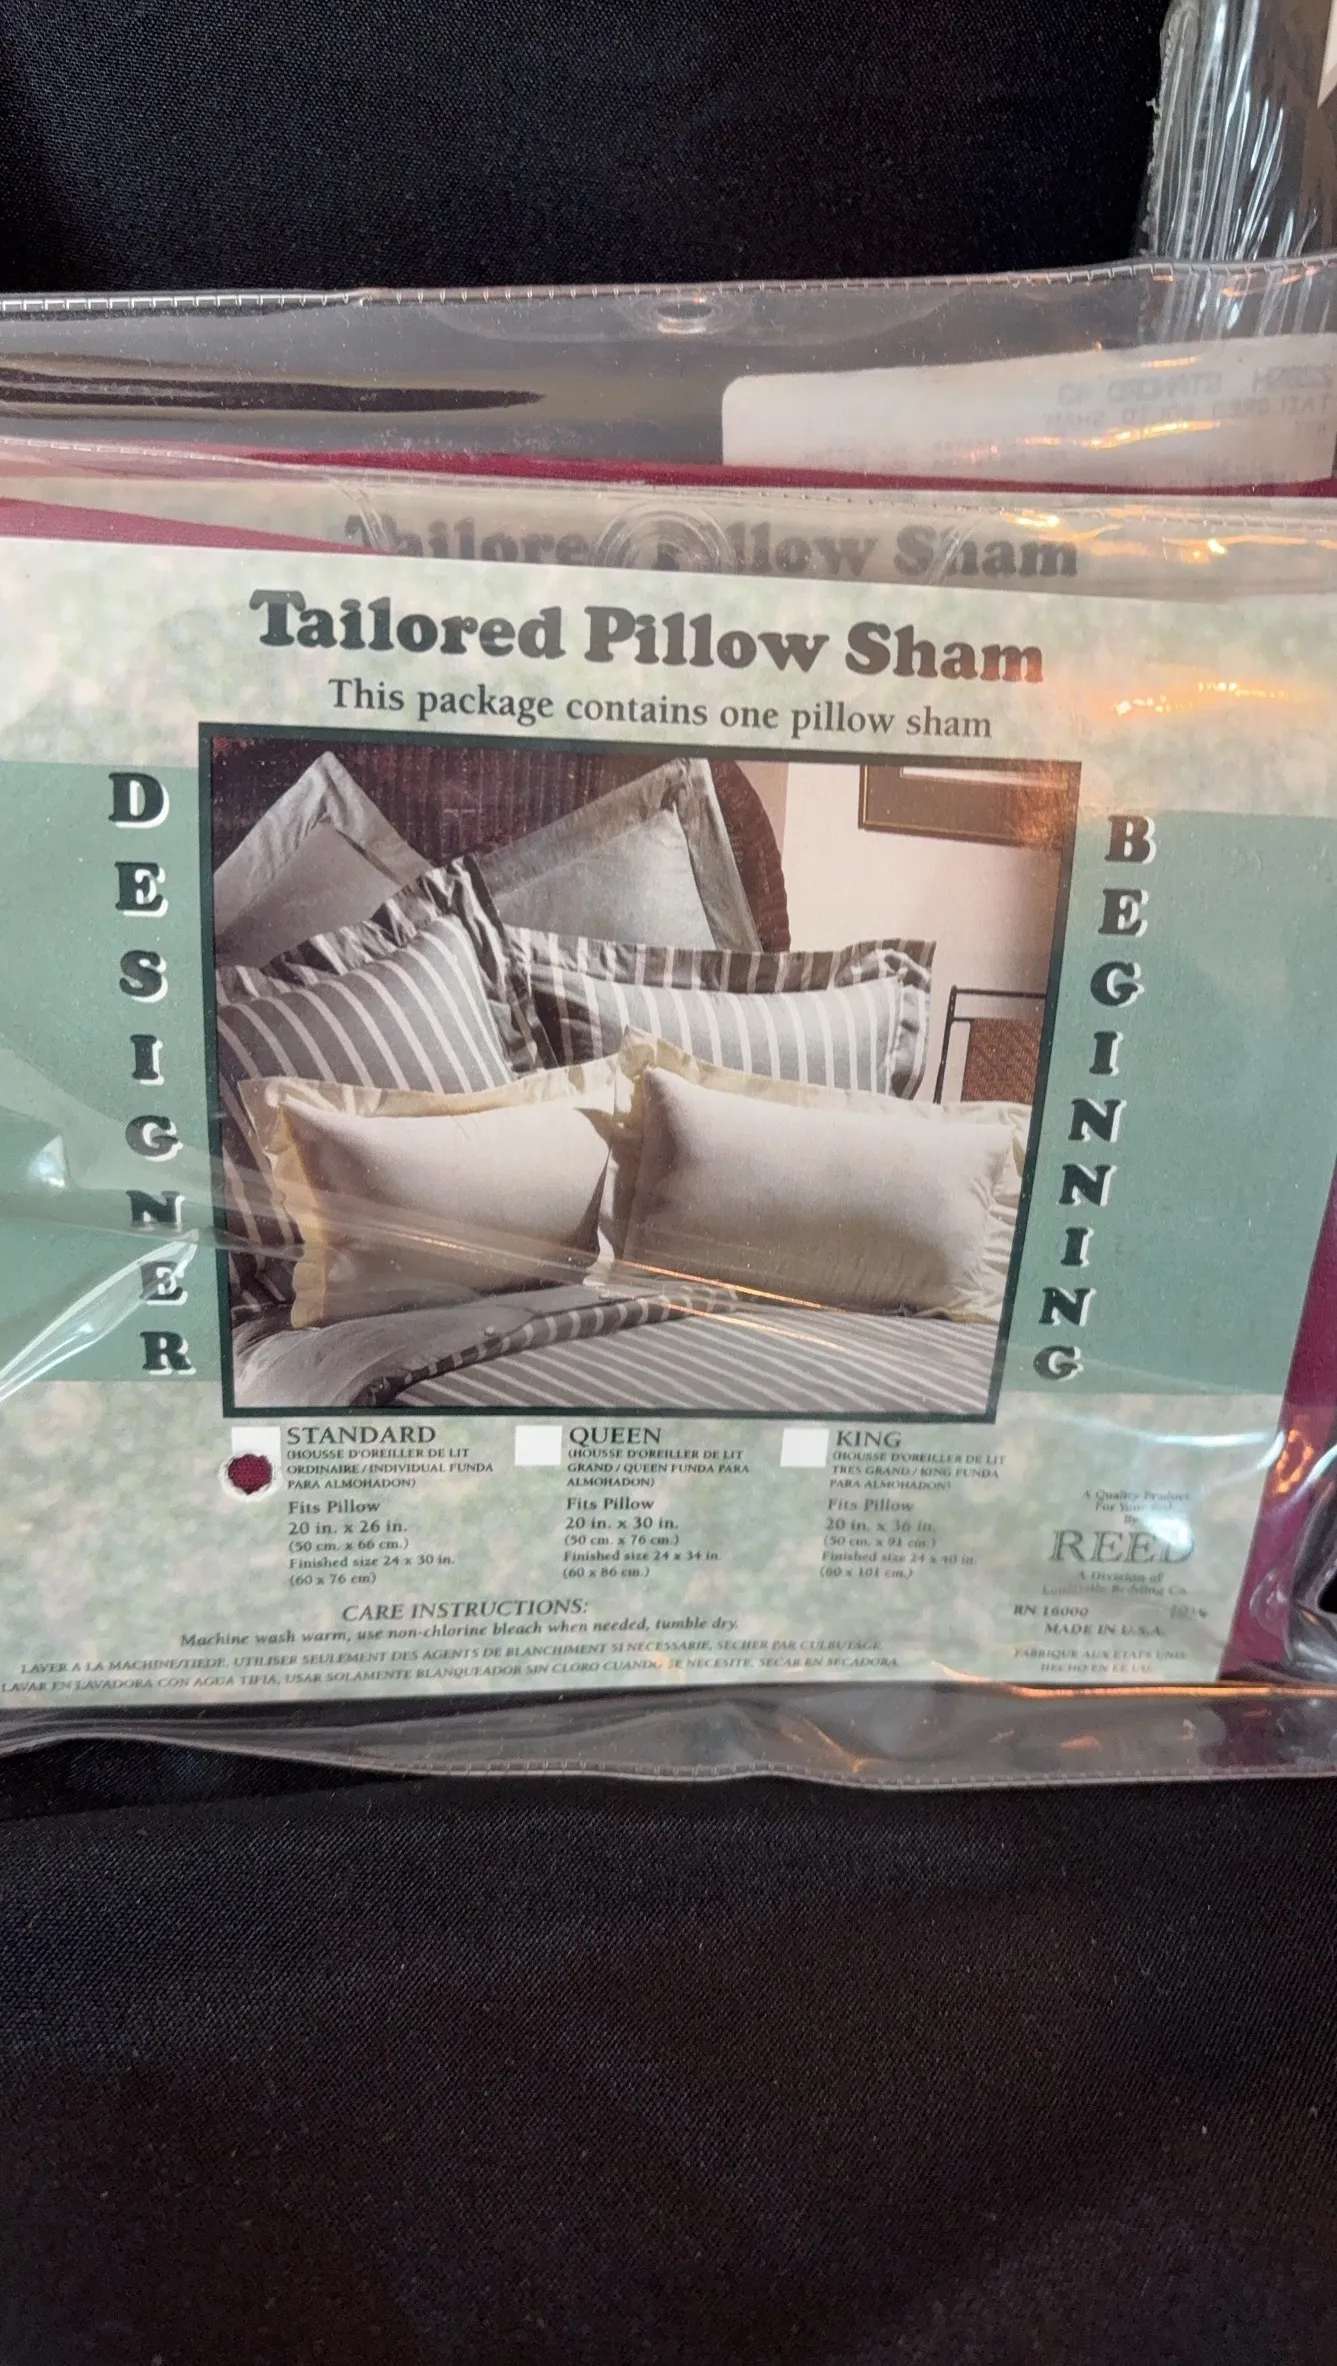 Tailored Pillow Sham
Tailored Pillow Sham
This package contains one pillow sham
DESIGNER
BEGINNING
STANDARD
(HOUSSE D'OREILLER DE LIT
ORDINAIRE/INDIVIDUAL FUNDA
PARA ALMOHADON)
Fits Pillow
20 in. x 26 in.
(50 cm. x 66 cm.)
Finished size 24 x 30 in.
(60 x 76 cm)
QUEEN
(HOUSSE D'OREILLER DE LIT
GRAND/QUEEN FUNDA PARA
ALMOHADON)
Fits Pillow
20 in. x 30 in.
(50 cm. x 76 cm.)
Finished size 24 x 34 in.
(60 x 86 cm.)
KING
(HOUSSE D'OREILLER DE LIT
TRES GRAND/KING FUNDA
PARA ALMOHADON)
Fits Pillow
20 in. x 36 in.
(50 cm. x 91 cm.)
Finished size 24 x 40 in.
(60 x 101 cm.)
A Quality Product
For Your
By
REED
A Division of
Louisville Bedding Co.
RN 16000
MADE IN U.S.A.
FABRIQUE AUX ETATS UNIS
HECHO EN EE UU
CARE INSTRUCTIONS:
Machine wash warm, use non-chlorine bleach when needed, tumble dry.
LAVER A LA MACHINE/TIEDE, UTILISER SEULEMENT DES AGENTS DE BLANCHIMENT SI NECESSARIE, SECHER PAR CULBUTAGE
LAVAR EN LAVADORA CON AGUA TIFIA, USAR SOLAMENTE BLANQUEADOR SIN CLORO CUANDO SE NECESITE, SECAR EN SECADORA.